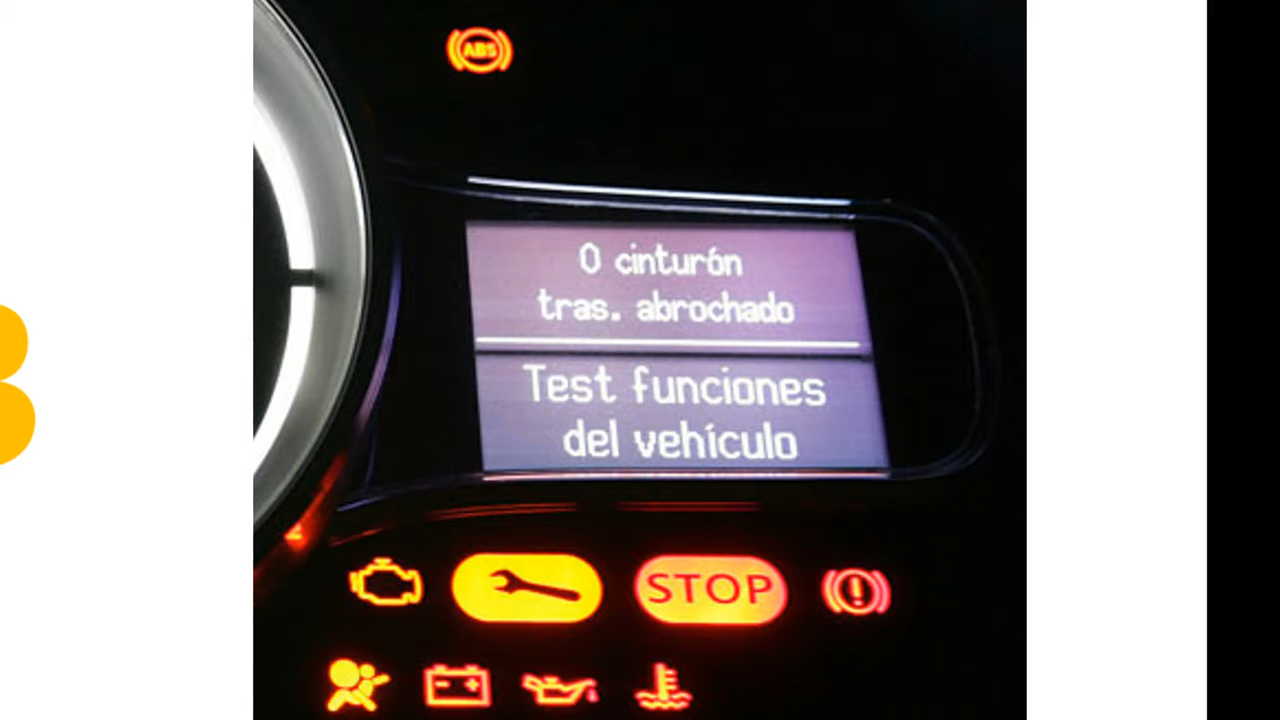 ABS
0 cinturón
tras. abrochado
Test funciones
del vehículo
STOP